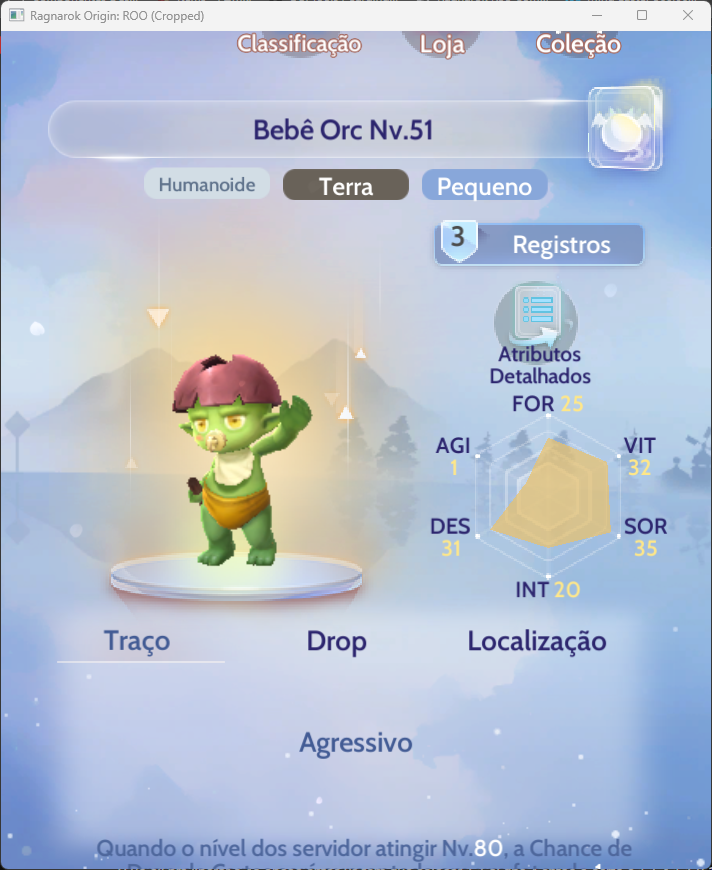 Ragnarok Origin: ROO (Cropped)
Classificação
Loja
Coleção
Bebê Orc Nv.51
Humanoide
Terra
Pequeno
3
Registros
Atributos
Detalhados
FOR 25
AGI
1
VIT
32
DES
31
SOR
35
INT 20
Traço
Drop
Localização
Agressivo
Quando o nível dos servidor atingir Nv.80, a Chance de